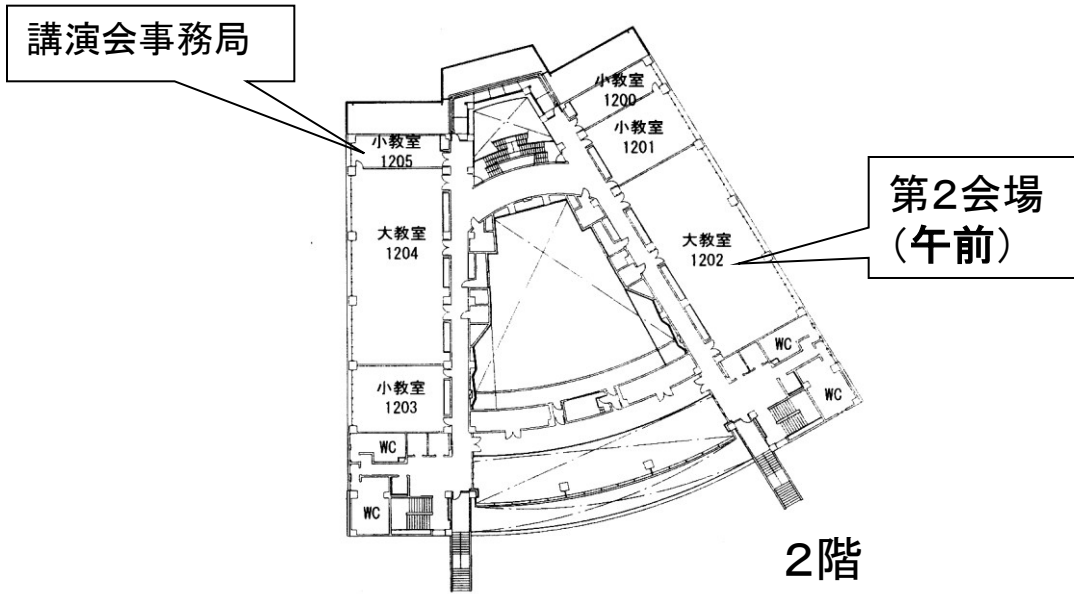 講演会事務局
小教室
1200
小教室
1201
小教室
1205
第2会場
(午前)
大教室
1204
大教室
1202
WC
小教室
1203
WC
WC
WC
2階